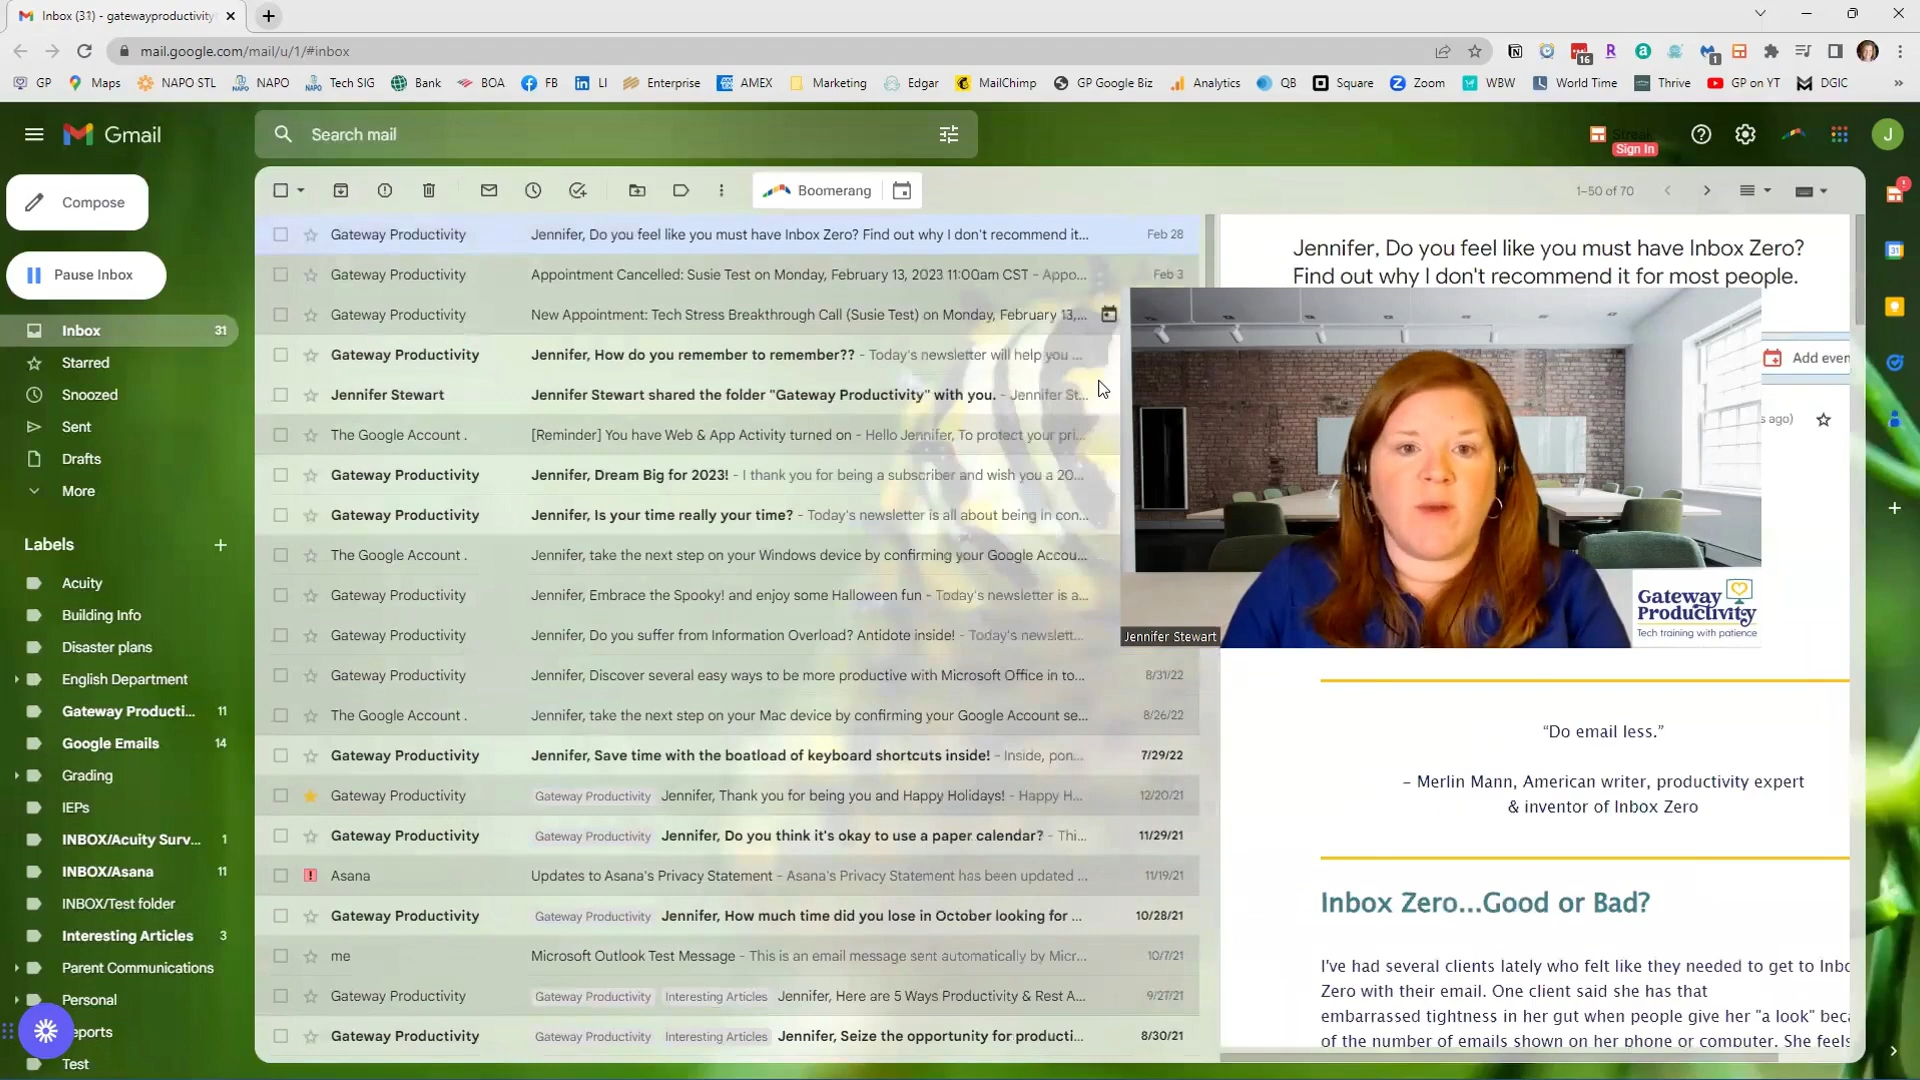 Inbox (31) - gatewayproductivity
mail.google.com/mail/u/1/#inbox
16
1
GP Maps NAPO STL NAPO Tech SIG Bank BOA FB LI Enterprise AMEX Marketing Edgar MailChimp GP Google Biz Analytics QB Square Zoom WBW World Time Thrive GP on YT DGIC
Gmail
Search mail
Streak
Sign In
J
Compose
Pause Inbox
Inbox 31
Starred
Snoozed
Sent
Drafts
More
Labels
Acuity
Building Info
Disaster plans
English Department
Gateway Producti... 11
Google Emails 14
Grading
IEPs
INBOX/Acuity Surv... 1
INBOX/Asana 11
INBOX/Test folder
Interesting Articles 3
Parent Communications
Personal
eports
Test
Boomerang
1–50 of 70
Gateway Productivity Jennifer, Do you feel like you must have Inbox Zero? Find out why I don't recommend it... Feb 28
Gateway Productivity Appointment Cancelled: Susie Test on Monday, February 13, 2023 11:00am CST - Appo... Feb 3
Gateway Productivity New Appointment: Tech Stress Breakthrough Call (Susie Test) on Monday, February 13,...
Gateway Productivity Jennifer, How do you remember to remember?? - Today's newsletter will help you ...
Jennifer Stewart Jennifer Stewart shared the folder "Gateway Productivity" with you. - Jennifer St...
The Google Account . [Reminder] You have Web & App Activity turned on - Hello Jennifer, To protect your pri...
Gateway Productivity Jennifer, Dream Big for 2023! - I thank you for being a subscriber and wish you a 20...
Gateway Productivity Jennifer, Is your time really your time? - Today's newsletter is all about being in con...
The Google Account . Jennifer, take the next step on your Windows device by confirming your Google Accou...
Gateway Productivity Jennifer, Embrace the Spooky! and enjoy some Halloween fun - Today's newsletter is a...
Gateway Productivity Jennifer, Do you suffer from Information Overload? Antidote inside! - Today's newslett...
Gateway Productivity Jennifer, Discover several easy ways to be more productive with Microsoft Office in to... 8/31/22
The Google Account . Jennifer, take the next step on your Mac device by confirming your Google Account se... 8/26/22
Gateway Productivity Jennifer, Save time with the boatload of keyboard shortcuts inside! - Inside, pon... 7/29/22
Gateway Productivity Gateway Productivity Jennifer, Thank you for being you and Happy Holidays! - Happy H... 12/20/21
Gateway Productivity Gateway Productivity Jennifer, Do you think it's okay to use a paper calendar? - Thi... 11/29/21
Asana Updates to Asana's Privacy Statement - Asana's Privacy Statement has been updated ... 11/19/21
Gateway Productivity Gateway Productivity Jennifer, How much time did you lose in October looking for ... 10/28/21
me Microsoft Outlook Test Message - This is an email message sent automatically by Micr... 10/7/21
Gateway Productivity Gateway Productivity Interesting Articles Jennifer, Here are 5 Ways Productivity & Rest A... 9/27/21
Gateway Productivity Gateway Productivity Interesting Articles Jennifer, Seize the opportunity for producti... 8/30/21
Jennifer, Do you feel like you must have Inbox Zero?
Find out why I don't recommend it for most people.
Add even
s ago)
Gateway
Productivity
Tech training with patience
Jennifer Stewart
“Do email less.”
– Merlin Mann, American writer, productivity expert
& inventor of Inbox Zero
Inbox Zero...Good or Bad?
I've had several clients lately who felt like they needed to get to Inbo
Zero with their email. One client said she has that
embarrassed tightness in her gut when people give her "a look" beca
of the number of emails shown on her phone or computer. She feels